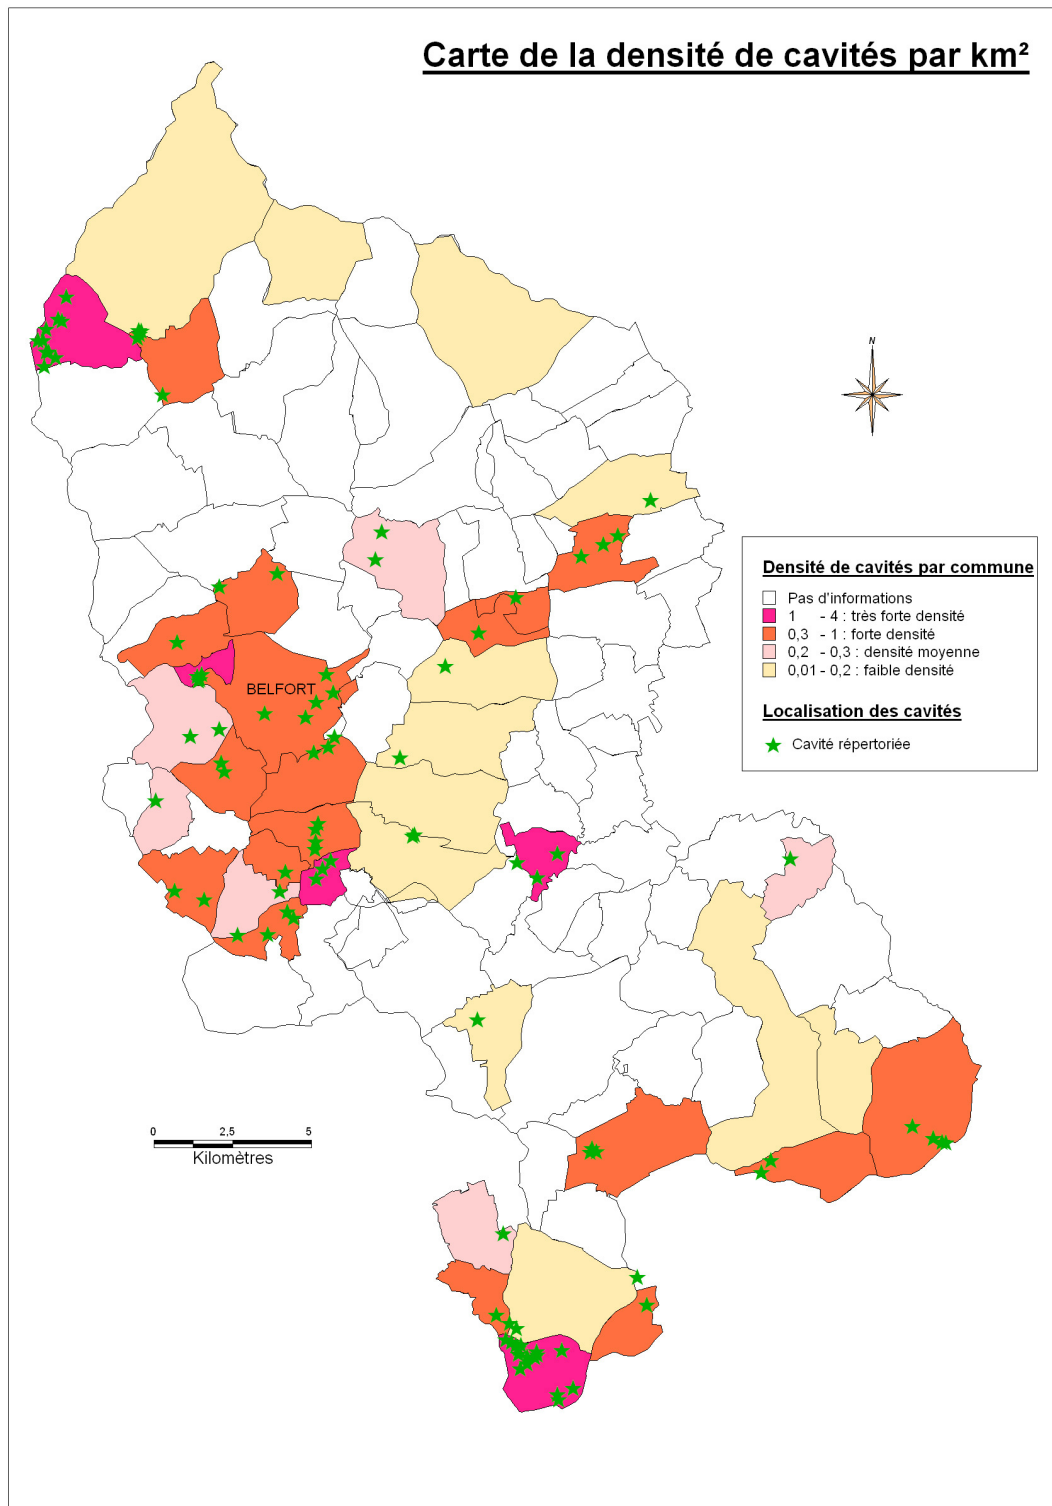 Carte de la densité de cavités par km²
N
BELFORT
Densité de cavités par commune
Pas d'informations
1 - 4 : très forte densité
0,3 - 1 : forte densité
0,2 - 0,3 : densité moyenne
0,01 - 0,2 : faible densité
Localisation des cavités
Cavité répertoriée
0 2,5 5
Kilomètres